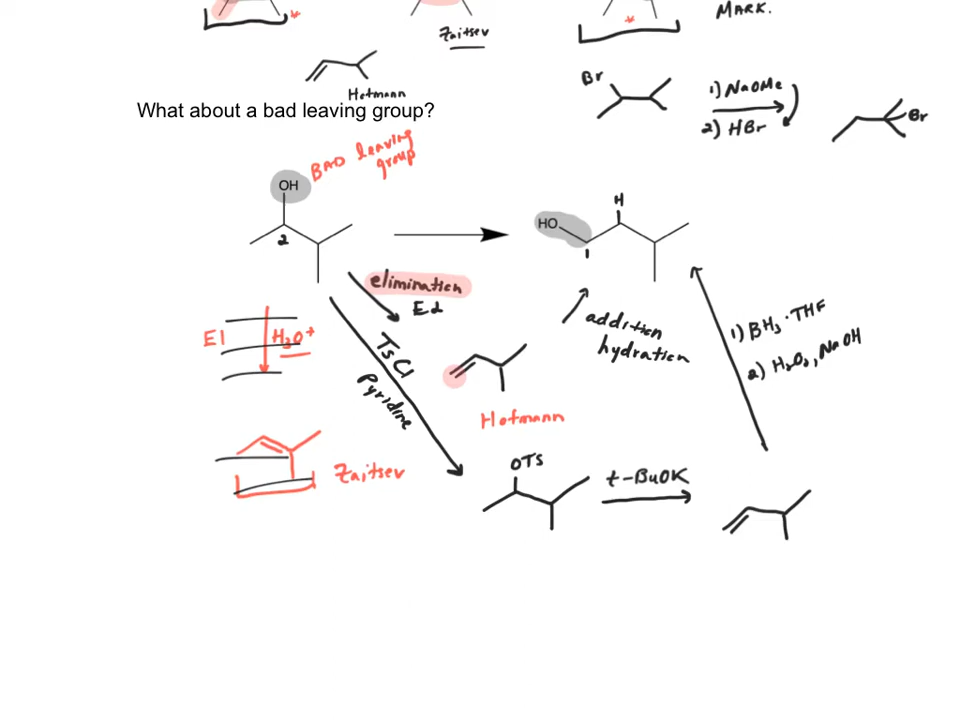 *
Zaitsev
*
MARK.
Hofmann
What about a bad leaving group?
Br
1) NaOMe
2) HBr
Br
BAD leaving
group
OH
2
HO
H
1
elimination
E2
E1
H3O+
TsCl
Pyridine
addition
hydration
1) BH3·THF
2) H2O2, NaOH
Hofmann
Zaitsev
OTS
t-BuOK